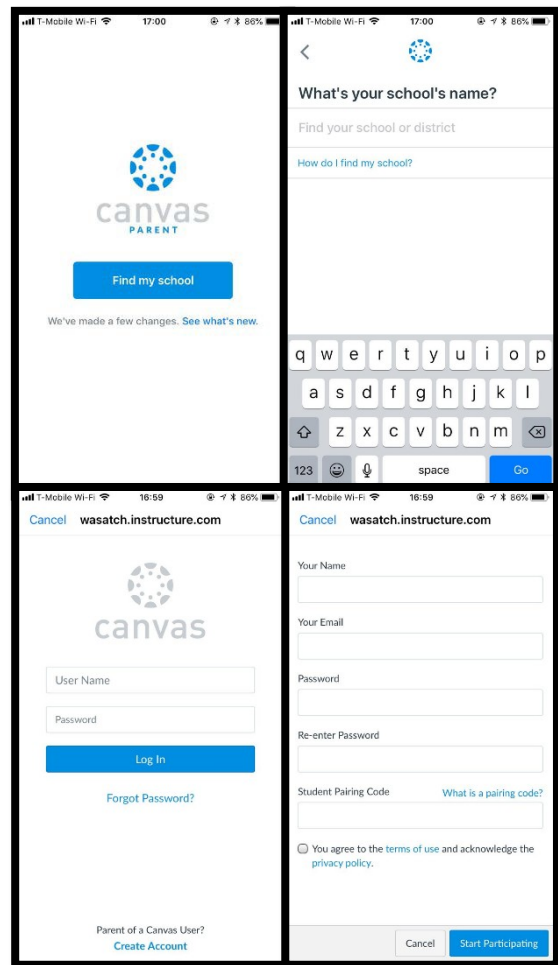 T-Mobile Wi-Fi 17:00 86%
canvas
PARENT
Find my school
We've made a few changes. See what's new.
T-Mobile Wi-Fi 17:00 86%
What's your school's name?
Find your school or district
How do I find my school?
q w e r t y u i o p
a s d f g h j k l
z x c v b n m
123 space Go
T-Mobile Wi-Fi 16:59 86%
Cancel wasatch.instructure.com
canvas
User Name
Password
Log In
Forgot Password?
Parent of a Canvas User?
Create Account
T-Mobile Wi-Fi 16:59 86%
Cancel wasatch.instructure.com
Your Name
Your Email
Password
Re-enter Password
Student Pairing Code What is a pairing code?
You agree to the terms of use and acknowledge the
privacy policy.
Cancel Start Participating